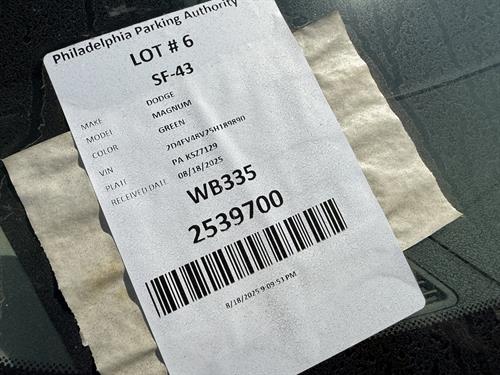 Philadelphia Parking Authority
LOT # 6
SF-43
MAKE DODGE
MODEL MAGNUM
COLOR GREEN
VIN 2D4FV48V25H189890
PLATE PA KSZ7129
RECEIVED DATE 08/18/2025
WB335
2539700
8/18/2025 9:09:53 PM